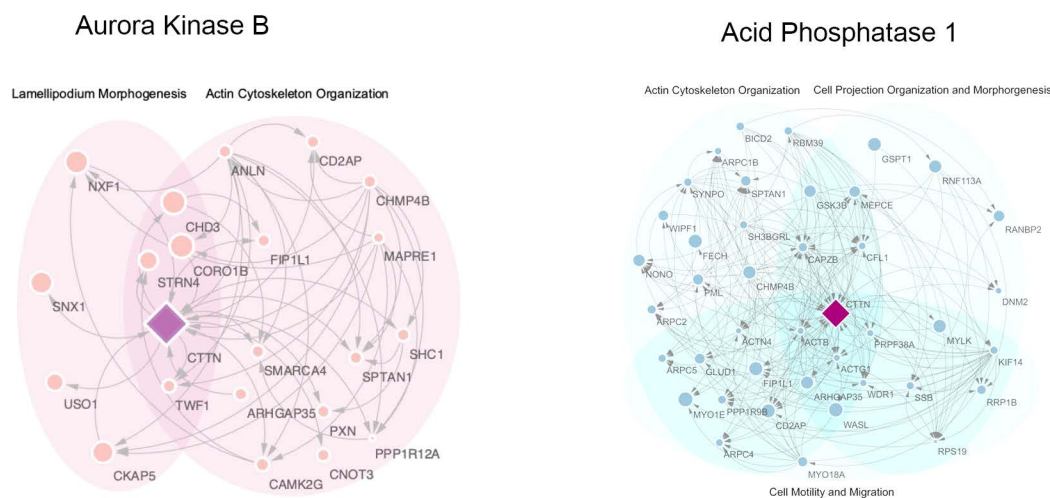 Aurora Kinase B
Acid Phosphatase 1
Lamellipodium Morphogenesis
Actin Cytoskeleton Organization
NXF1
ANLN
CD2AP
CHMP4B
CHD3
MAPRE1
CORO1B
FIP1L1
STRN4
SNX1
CTTN
SHC1
SMARCA4
SPTAN1
USO1
TWF1
ARHGAP35
PXN
PPP1R12A
CKAP5
CAMK2G
CNOT3
Actin Cytoskeleton Organization
Cell Projection Organization and Morphorgenesis
BICD2
RBM39
ARPC1B
GSPT1
RNF113A
SYNPO
SPTAN1
GSK3B
MEPCE
WIPF1
SH3BGRL
RANBP2
FECH
CAPZB
CFL1
NONO
PML
CHMP4B
DNM2
CTTN
ARPC2
ACTN4
ACTB
PRPF38A
MYLK
KIF14
ARPC5
GLUD1
FIP1L1
ACTG1
ARHGAP35
WDR1
SSB
RRP1B
MYO1E
PPP1R9B
CD2AP
WASL
ARPC4
MYO18A
RPS19
Cell Motility and Migration